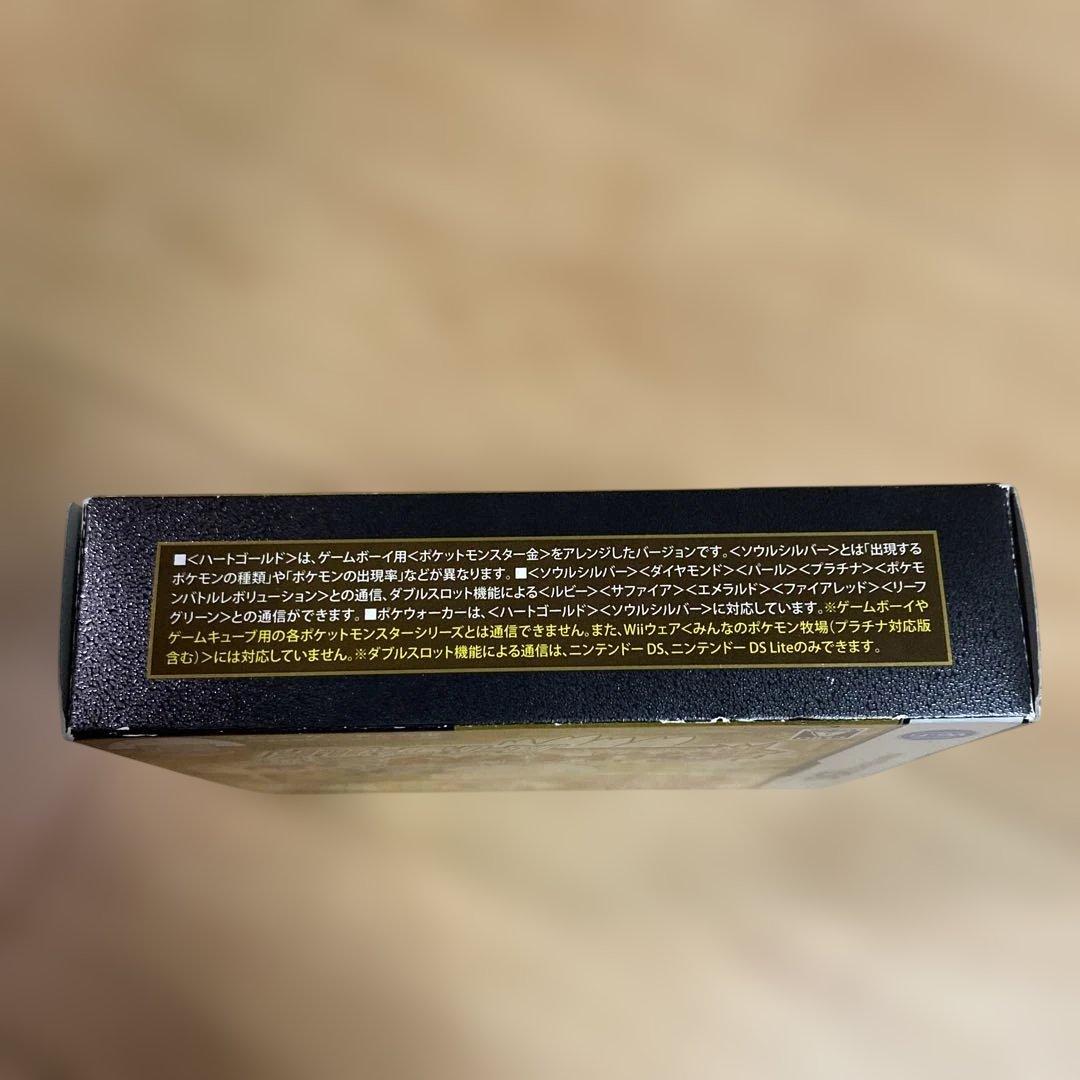 ■＜ハートゴールド＞は、ゲームボーイ用＜ポケットモンスター金＞をアレンジしたバージョンです。＜ソウルシルバー＞とは「出現する
ポケモンの種類」や「ポケモンの出現率」などが異なります。■＜ソウルシルバー＞＜ダイヤモンド＞＜パール＞＜プラチナ＞＜ポケモ
ンバトルレボリューション＞との通信、ダブルスロット機能による＜ルビー＞＜サファイア＞＜エメラルド＞＜ファイアレッド＞＜リーフ
グリーン＞との通信ができます。■ポケウォーカーは、＜ハートゴールド＞＜ソウルシルバー＞に対応しています。※ゲームボーイや
ゲームキューブ用の各ポケットモンスターシリーズとは通信できません。また、Wiiウェア＜みんなのポケモン牧場（プラチナ対応版
含む）＞には対応していません。※ダブルスロット機能による通信は、ニンテンドーDS、ニンテンドーDS Liteのみできます。